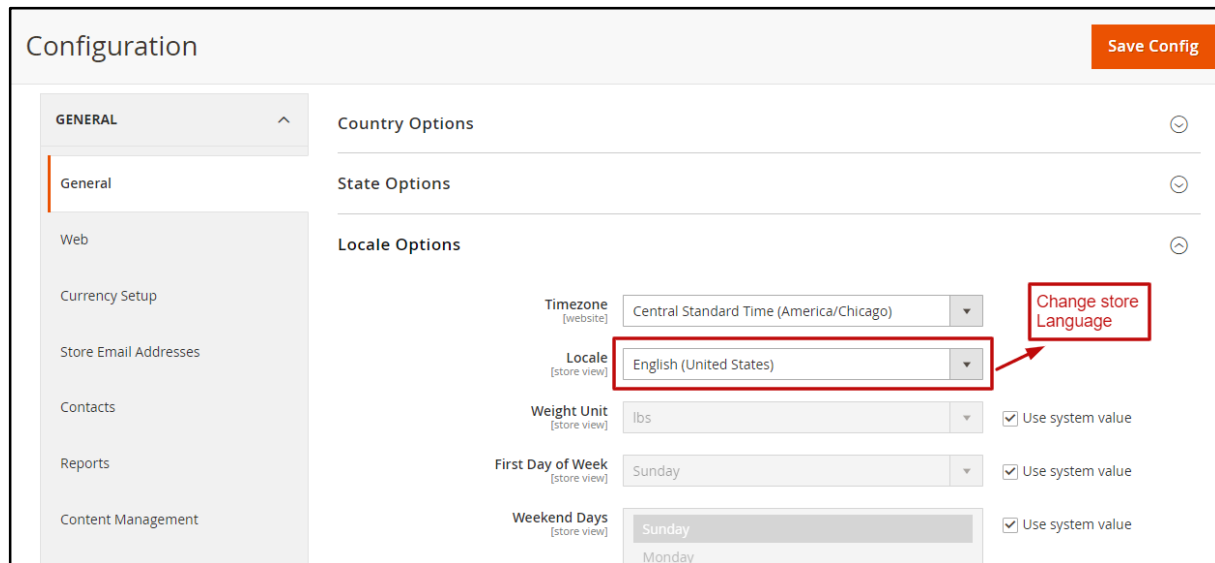 Configuration
Save Config
GENERAL
General
Web
Currency Setup
Store Email Addresses
Contacts
Reports
Content Management
Country Options
State Options
Locale Options
Timezone
[website]
Central Standard Time (America/Chicago)
Locale
[store view]
English (United States)
Change store
Language
Weight Unit
[store view]
lbs
Use system value
First Day of Week
[store view]
Sunday
Use system value
Weekend Days
[store view]
Sunday
Monday
Use system value